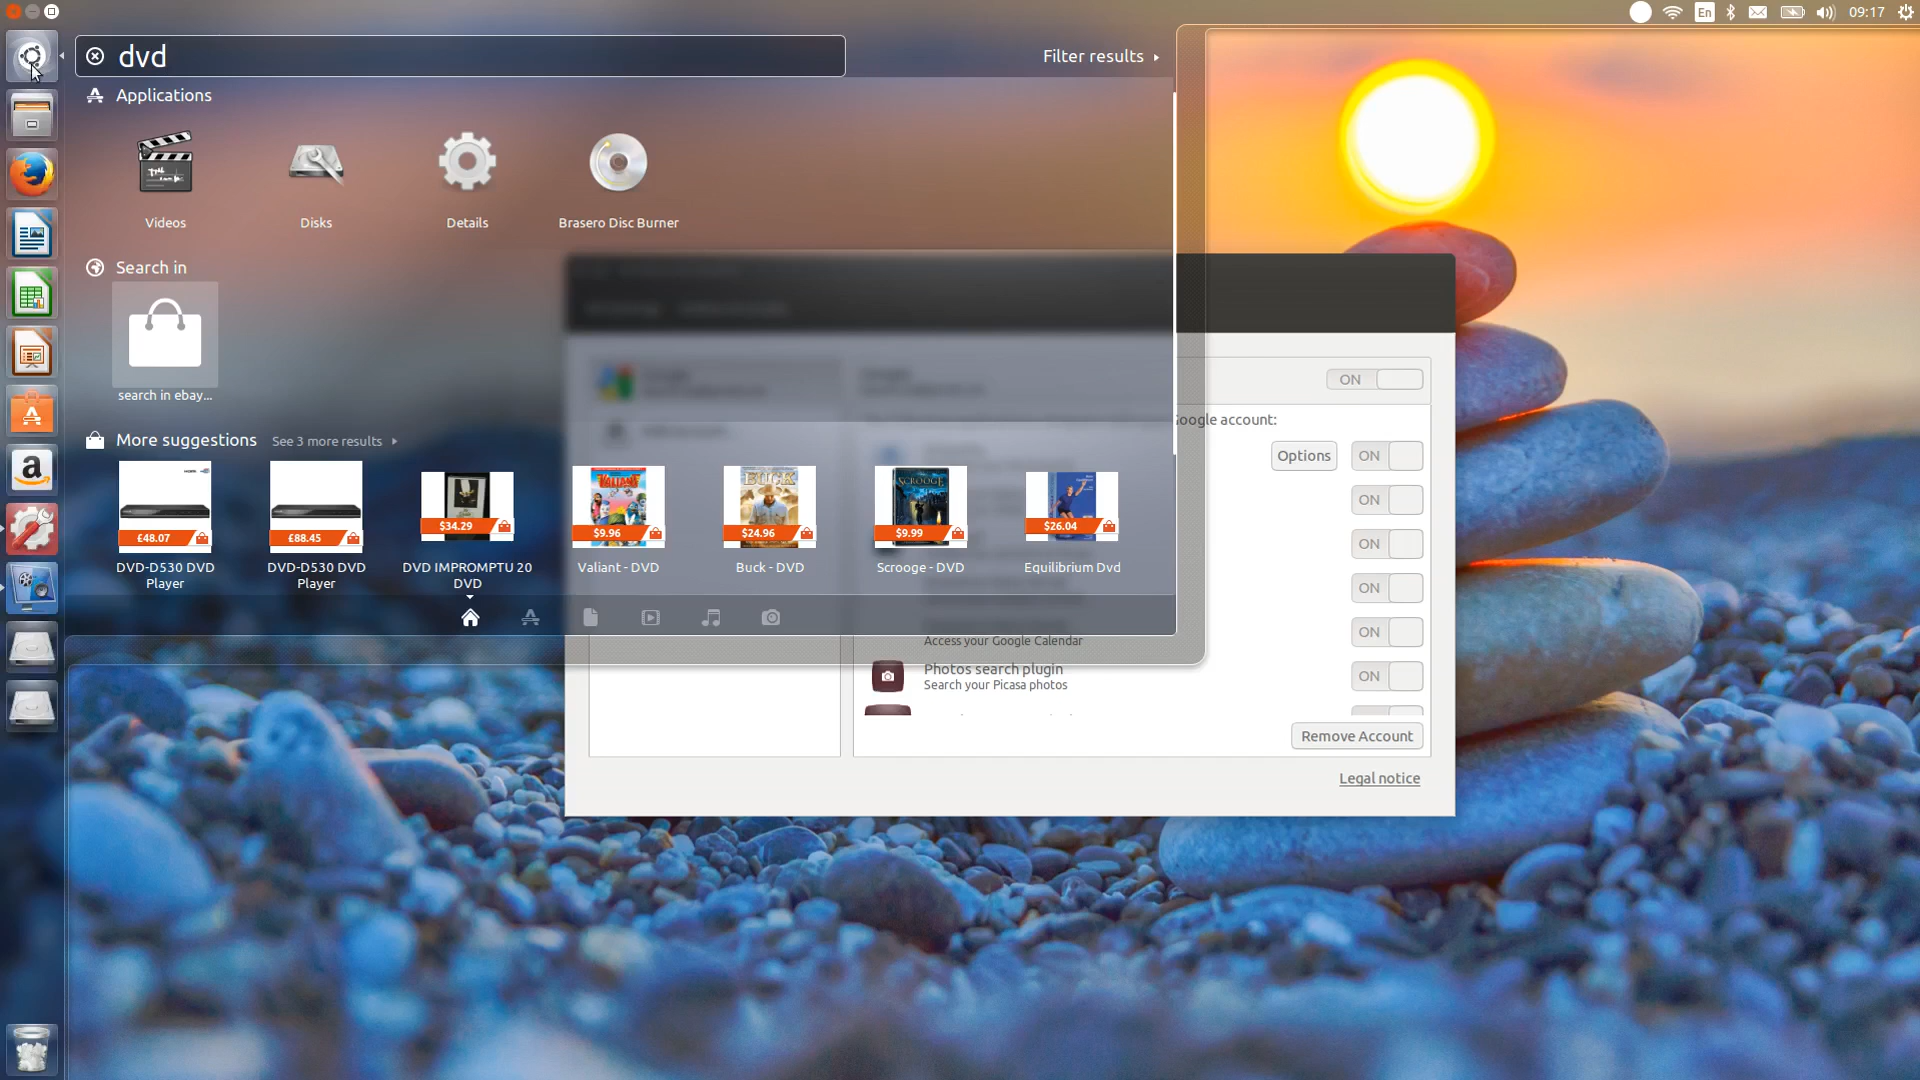 En
09:17
dvd
Filter results
Applications
Videos
Disks
Details
Brasero Disc Burner
Search in
search in ebay...
More suggestions See 3 more results
£48.07
£88.45
$34.29
$9.96
$24.96
$9.99
$26.04
VALIANT
BUCK
SCROOGE
DVD-D530 DVD Player
DVD-D530 DVD Player
DVD IMPROMPTU 20 DVD
Valiant - DVD
Buck - DVD
Scrooge - DVD
Equilibrium Dvd
ON
Google account:
Options
ON
ON
ON
ON
ON
Access your Google Calendar
Photos search plugin
Search your Picasa photos
ON
Remove Account
Legal notice